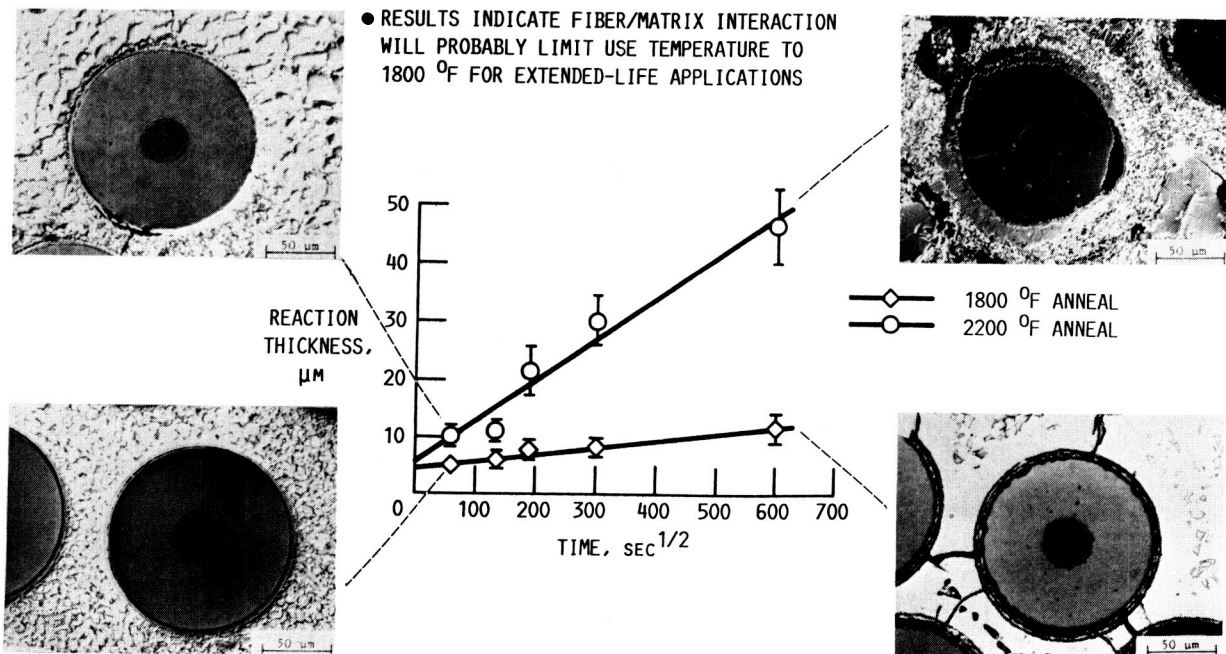 ● RESULTS INDICATE FIBER/MATRIX INTERACTION
WILL PROBABLY LIMIT USE TEMPERATURE TO
1800 °F FOR EXTENDED-LIFE APPLICATIONS
50 µm
50 µm
50
40
30
20
10
0
REACTION
THICKNESS,
µM
1800 °F ANNEAL
2200 °F ANNEAL
100 200 300 400 500 600 700
TIME, SEC^1/2
50 µm
50 µm